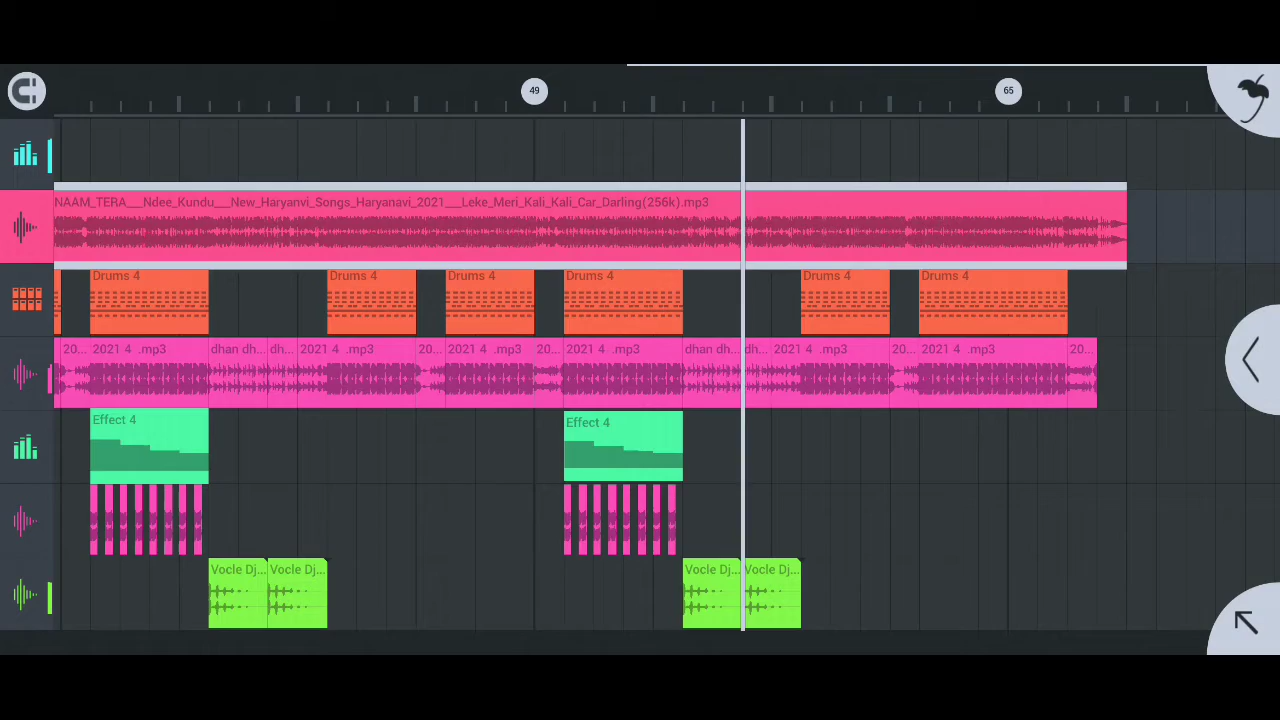 49
65
NAAM_TERA___Ndee_Kundu___New_Haryanvi_Songs_Haryanavi_2021___Leke_Meri_Kali_Kali_Car_Darling(256k).mp3
Drums 4 Drums 4 Drums 4 Drums 4 Drums 4 Drums 4
20... 2021 4 .mp3 dhan dh... dh... 2021 4 .mp3 20... 2021 4 .mp3 20... 2021 4 .mp3 dhan dh... dh... 2021 4 .mp3 20... 2021 4 .mp3 20...
Effect 4 Effect 4
Vocle Dj... Vocle Dj... Vocle Dj... Vocle Dj...